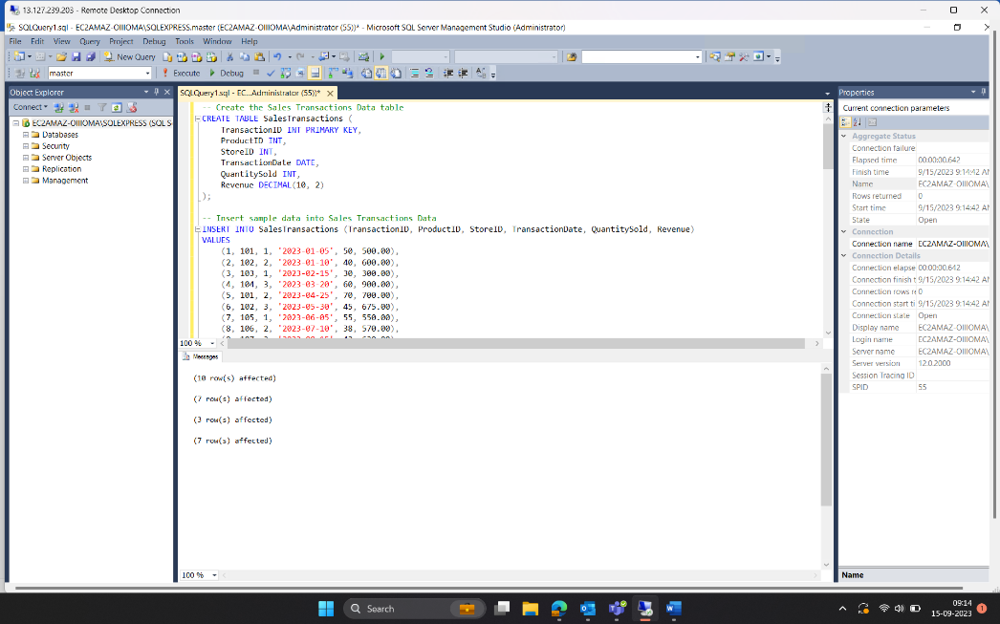 13.127.239.203 - Remote Desktop Connection
SQLQuery1.sql - EC2AMAZ-OIIIOMA\SQLEXPRESS.master (EC2AMAZ-OIIIOMA\Administrator (55))* - Microsoft SQL Server Management Studio (Administrator)
File Edit View Query Project Debug Tools Window Help
New Query
master Execute Debug
Object Explorer
Connect
EC2AMAZ-OIIIOMA\SQLEXPRESS (SQL S
Databases
Security
Server Objects
Replication
Management
SQLQuery1.sql - EC...Administrator (55))*
-- Create the Sales Transactions Data table
CREATE TABLE SalesTransactions (
TransactionID INT PRIMARY KEY,
ProductID INT,
StoreID INT,
TransactionDate DATE,
QuantitySold INT,
Revenue DECIMAL(10, 2)
);
-- Insert sample data into Sales Transactions Data
INSERT INTO SalesTransactions (TransactionID, ProductID, StoreID, TransactionDate, QuantitySold, Revenue)
VALUES
(1, 101, 1, '2023-01-05', 50, 500.00),
(2, 102, 2, '2023-01-10', 40, 600.00),
(3, 103, 1, '2023-02-15', 30, 300.00),
(4, 104, 3, '2023-03-20', 60, 900.00),
(5, 101, 2, '2023-04-25', 70, 700.00),
(6, 102, 3, '2023-05-30', 45, 675.00),
(7, 105, 1, '2023-06-05', 55, 550.00),
(8, 106, 2, '2023-07-10', 38, 570.00),
100 %
Messages
(10 row(s) affected)
(7 row(s) affected)
(3 row(s) affected)
(7 row(s) affected)
100 %
Properties
Current connection parameters
Aggregate Status
Connection failure:
Elapsed time 00:00:00.642
Finish time 9/15/2023 9:14:42 AM
Name EC2AMAZ-OIIIOMA\
Rows returned 0
Start time 9/15/2023 9:14:42 AM
State Open
Connection
Connection name EC2AMAZ-OIIIOMA\
Connection Details
Connection elapse 00:00:00.642
Connection finish t 9/15/2023 9:14:42 AM
Connection rows re 0
Connection start ti 9/15/2023 9:14:42 AM
Connection state Open
Display name EC2AMAZ-OIIIOMA\
Login name EC2AMAZ-OIIIOMA\
Server name EC2AMAZ-OIIIOMA\
Server version 12.0.2000
Session Tracing ID
SPID 55
Name
Search
09:14
15-09-2023
1